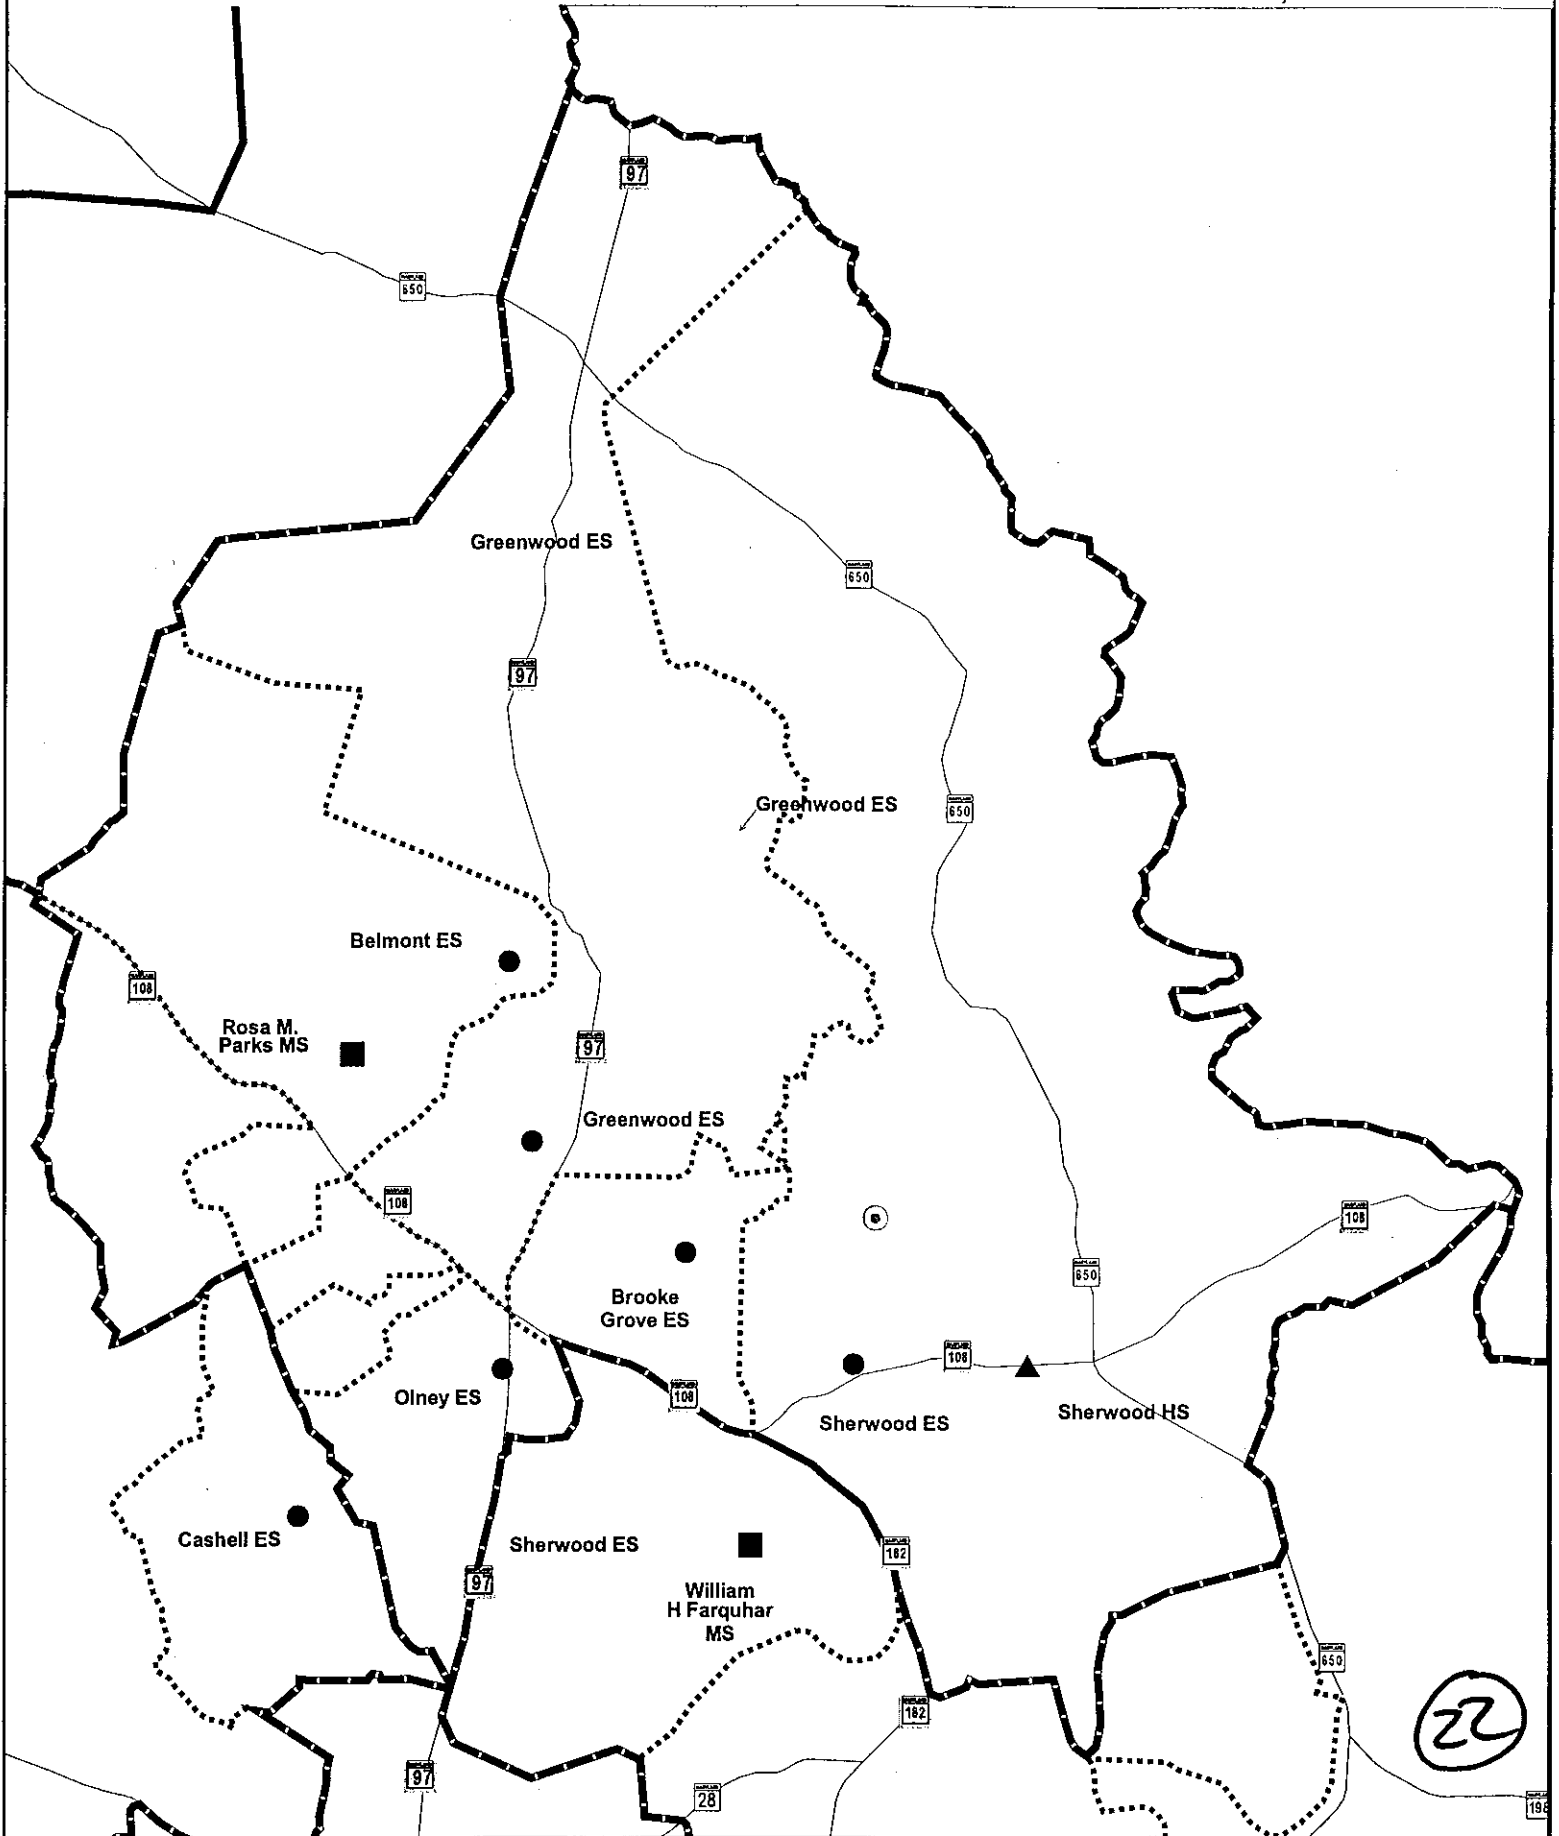 97
650
Greenwood ES
650
97
Greenwood ES
650
Belmont ES
108
Rosa M.
Parks MS
97
Greenwood ES
108
108
650
Brooke
Grove ES
108
Olney ES
108
Sherwood ES
Sherwood HS
Cashell ES
Sherwood ES
182
97
William
H Farquhar
MS
650
182
22
97
28
198